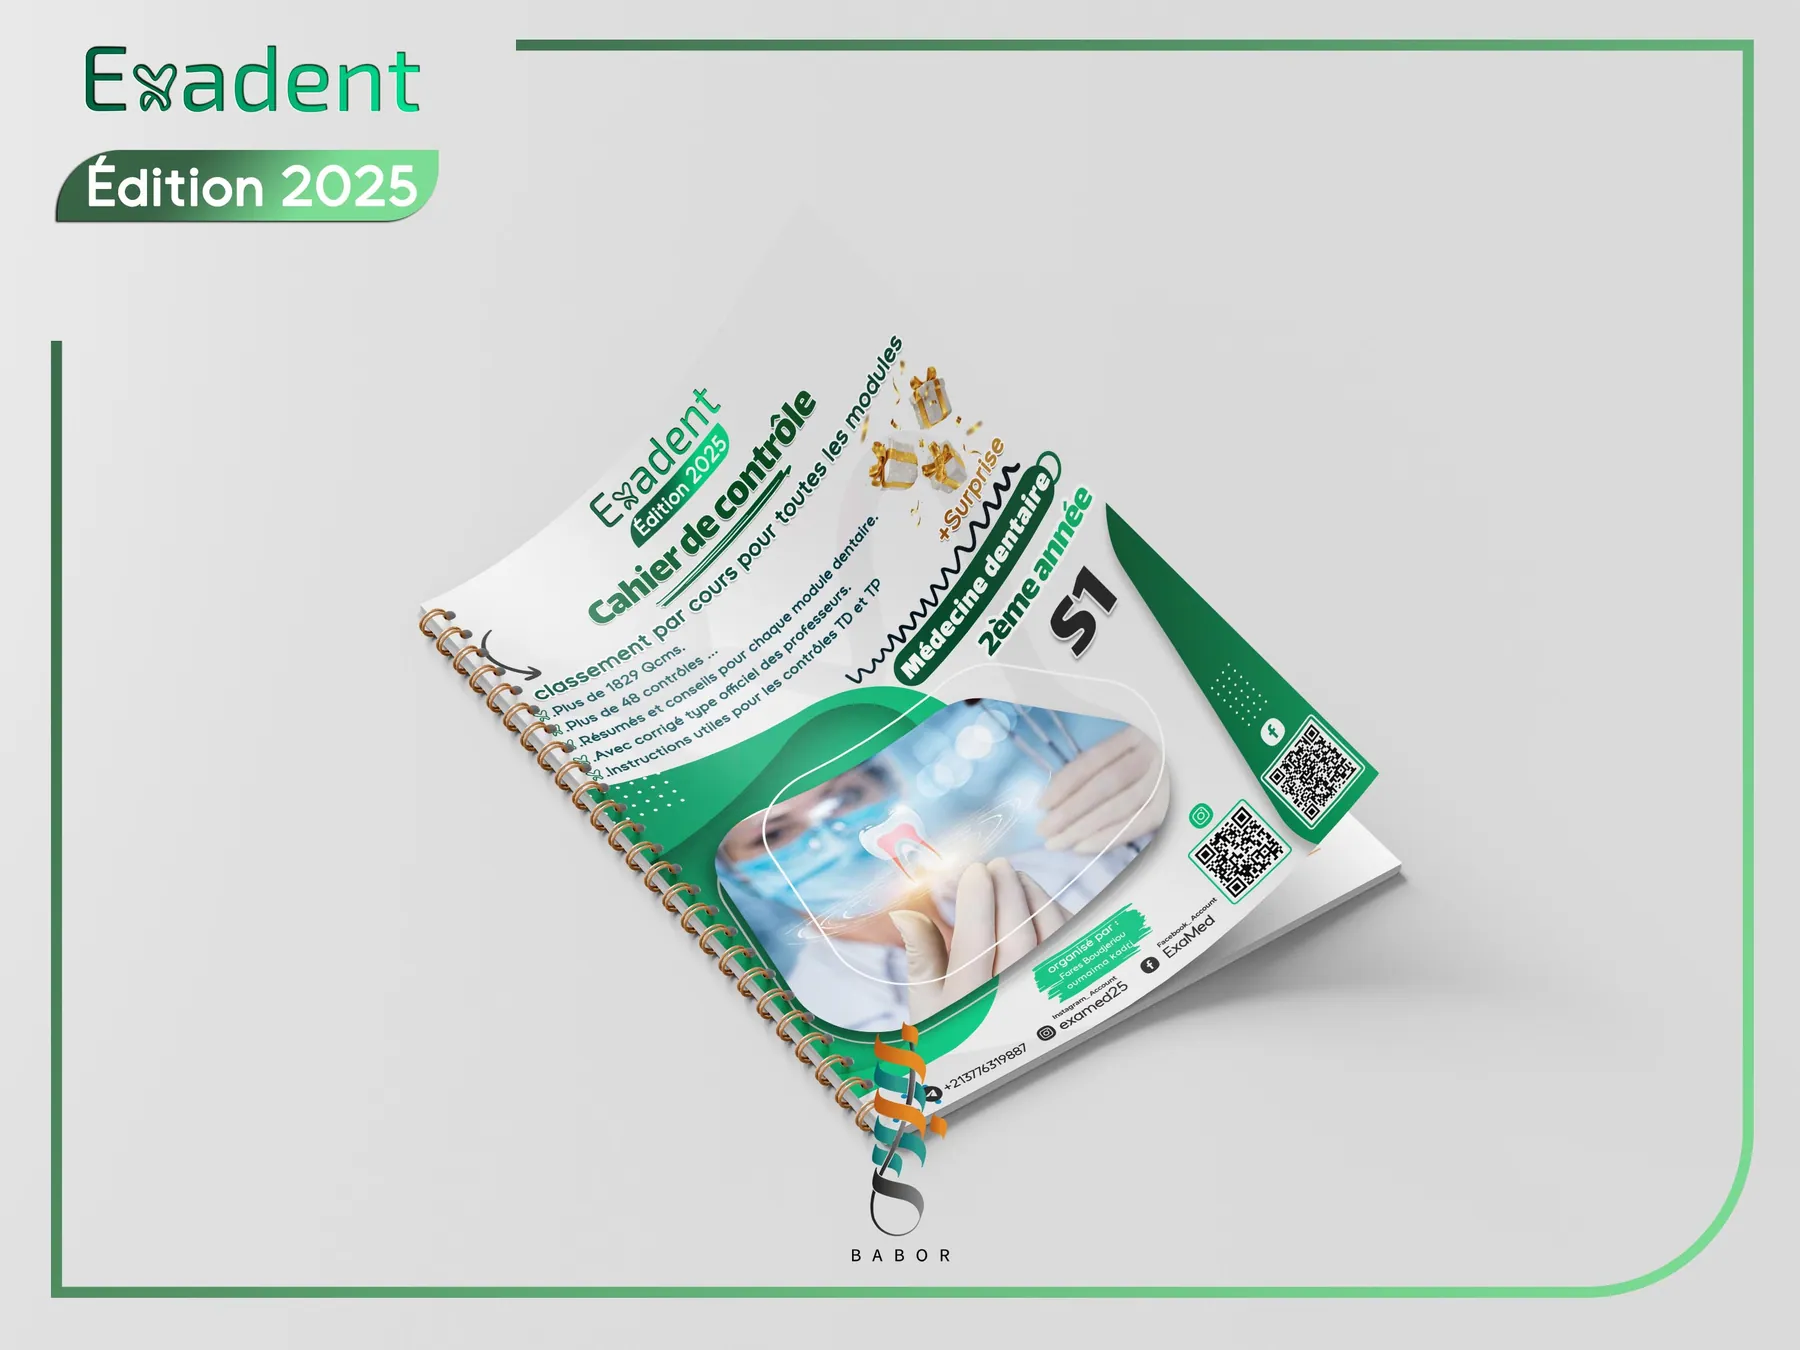 Exadent
Édition 2025
Exadent
Édition 2025
Cahier de contrôle
classement par cours pour toutes les modules
.Plus de 1829 Qcms.
.Plus de 48 contrôles ...
.Résumés et conseils pour chaque module dentaire.
.Avec corrigé type officiel des professeurs.
.Instructions utiles pour les contrôles TD et TP
+Surprise
Médecine dentaire
2ème année
S1
organisé par :
Fares Boudjeriou
oumaima kadri
Facebook_Account
ExaMed
Instagram_Account
examed25
+213776319887
BABOR